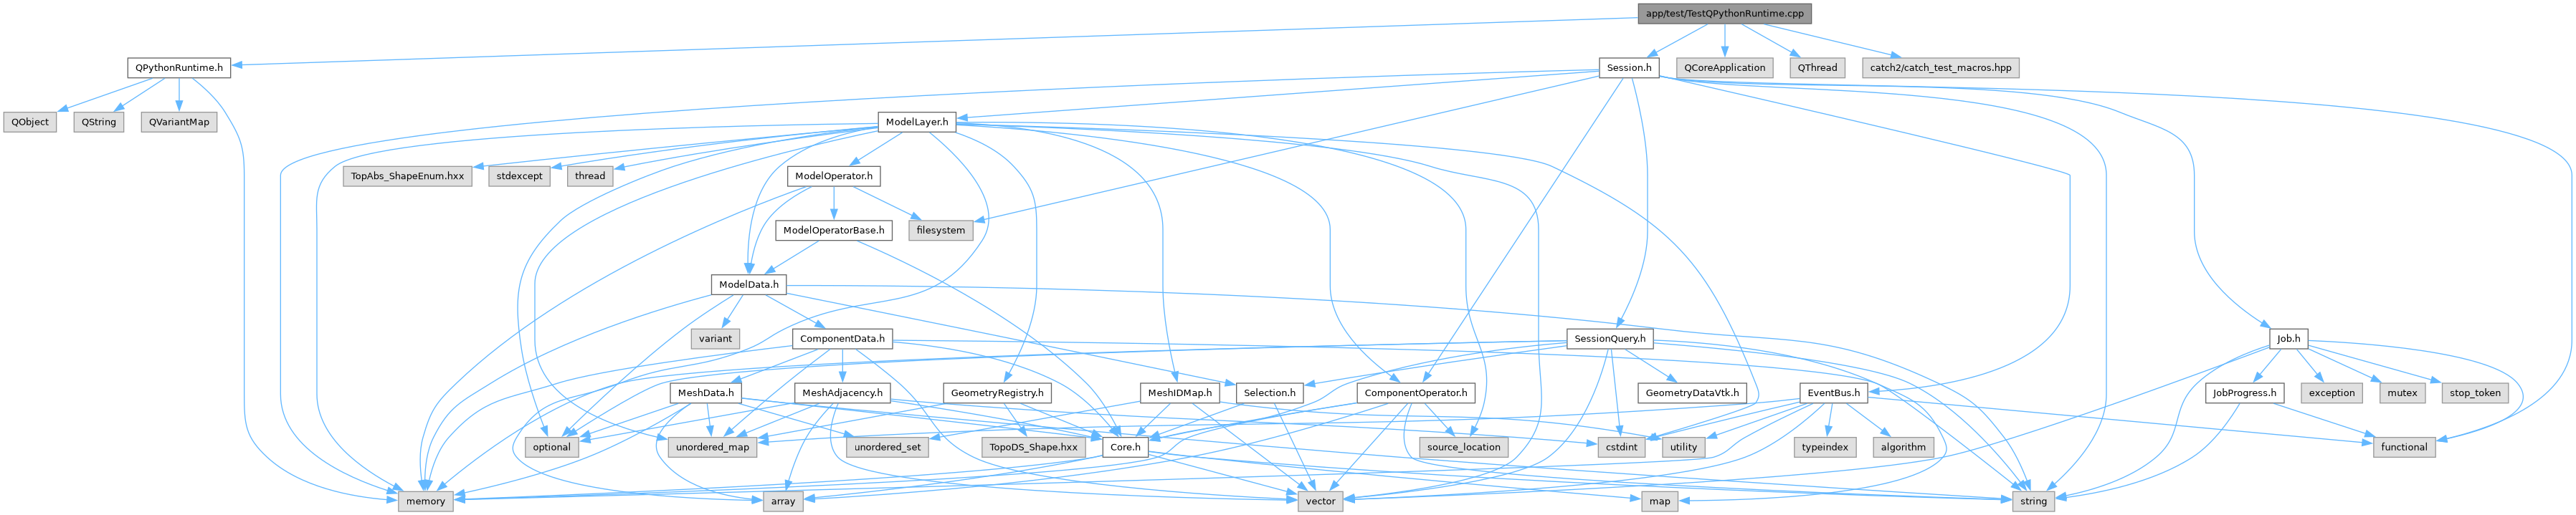 app/test/TestQPythonRuntime.cpp
QPythonRuntime.h
Session.h
QCoreApplication
QThread
catch2/catch_test_macros.hpp
QObject
QString
QVariantMap
ModelLayer.h
TopAbs_ShapeEnum.hxx
stdexcept
thread
ModelOperator.h
ModelOperatorBase.h
filesystem
ModelData.h
variant
ComponentData.h
SessionQuery.h
Job.h
MeshData.h
MeshAdjacency.h
GeometryRegistry.h
MeshIDMap.h
Selection.h
ComponentOperator.h
GeometryDataVtk.h
EventBus.h
JobProgress.h
exception
mutex
stop_token
optional
unordered_map
unordered_set
TopoDS_Shape.hxx
Core.h
source_location
cstdint
utility
typeindex
algorithm
functional
memory
array
vector
map
string